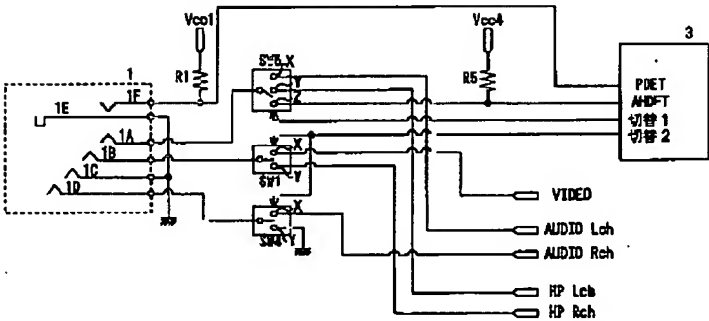 Vcc1
Vcc4
3
SW5
X
1
R1
Y
R5
PDET
1F
Z
AHDET
1E
切替 1
1A
切替 2
1B
X
1C
SW1
Y
VIDEO
1D
X
AUDIO Lch
SW4
Y
AUDIO Rch
HP Lch
HP Rch